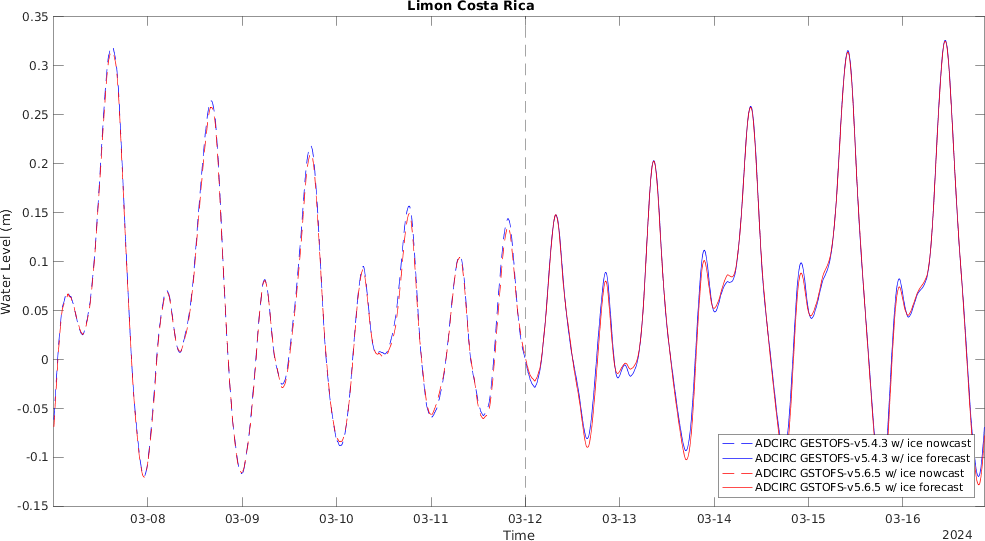 Limon Costa Rica
0.35
0.3
0.25
0.2
0.15
0.1
0.05
0
-0.05
-0.1
-0.15
Water Level (m)
ADCIRC GESTOFS-v5.4.3 w/ ice nowcast
ADCIRC GESTOFS-v5.4.3 w/ ice forecast
ADCIRC GSTOFS-v5.6.5 w/ ice nowcast
ADCIRC GSTOFS-v5.6.5 w/ ice forecast
03-08 03-09 03-10 03-11 03-12 03-13 03-14 03-15 03-16
Time
2024